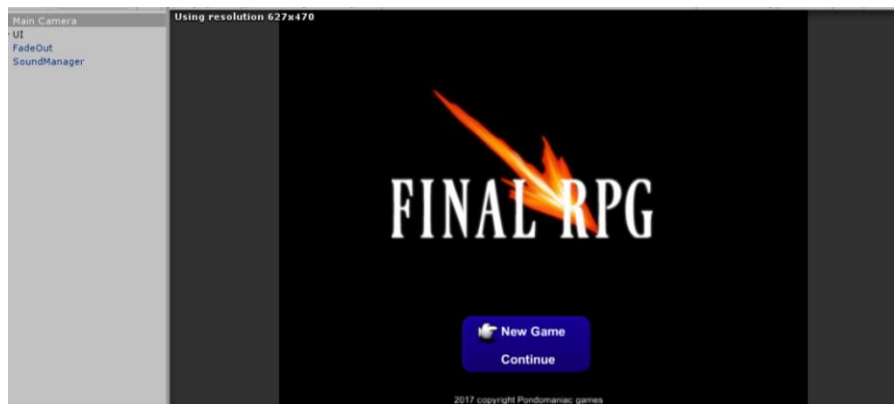 Main Camera
UI
FadeOut
SoundManager
Using resolution 627x470
FINAL RPG
New Game
Continue
2017 copyright Pondomaniac games